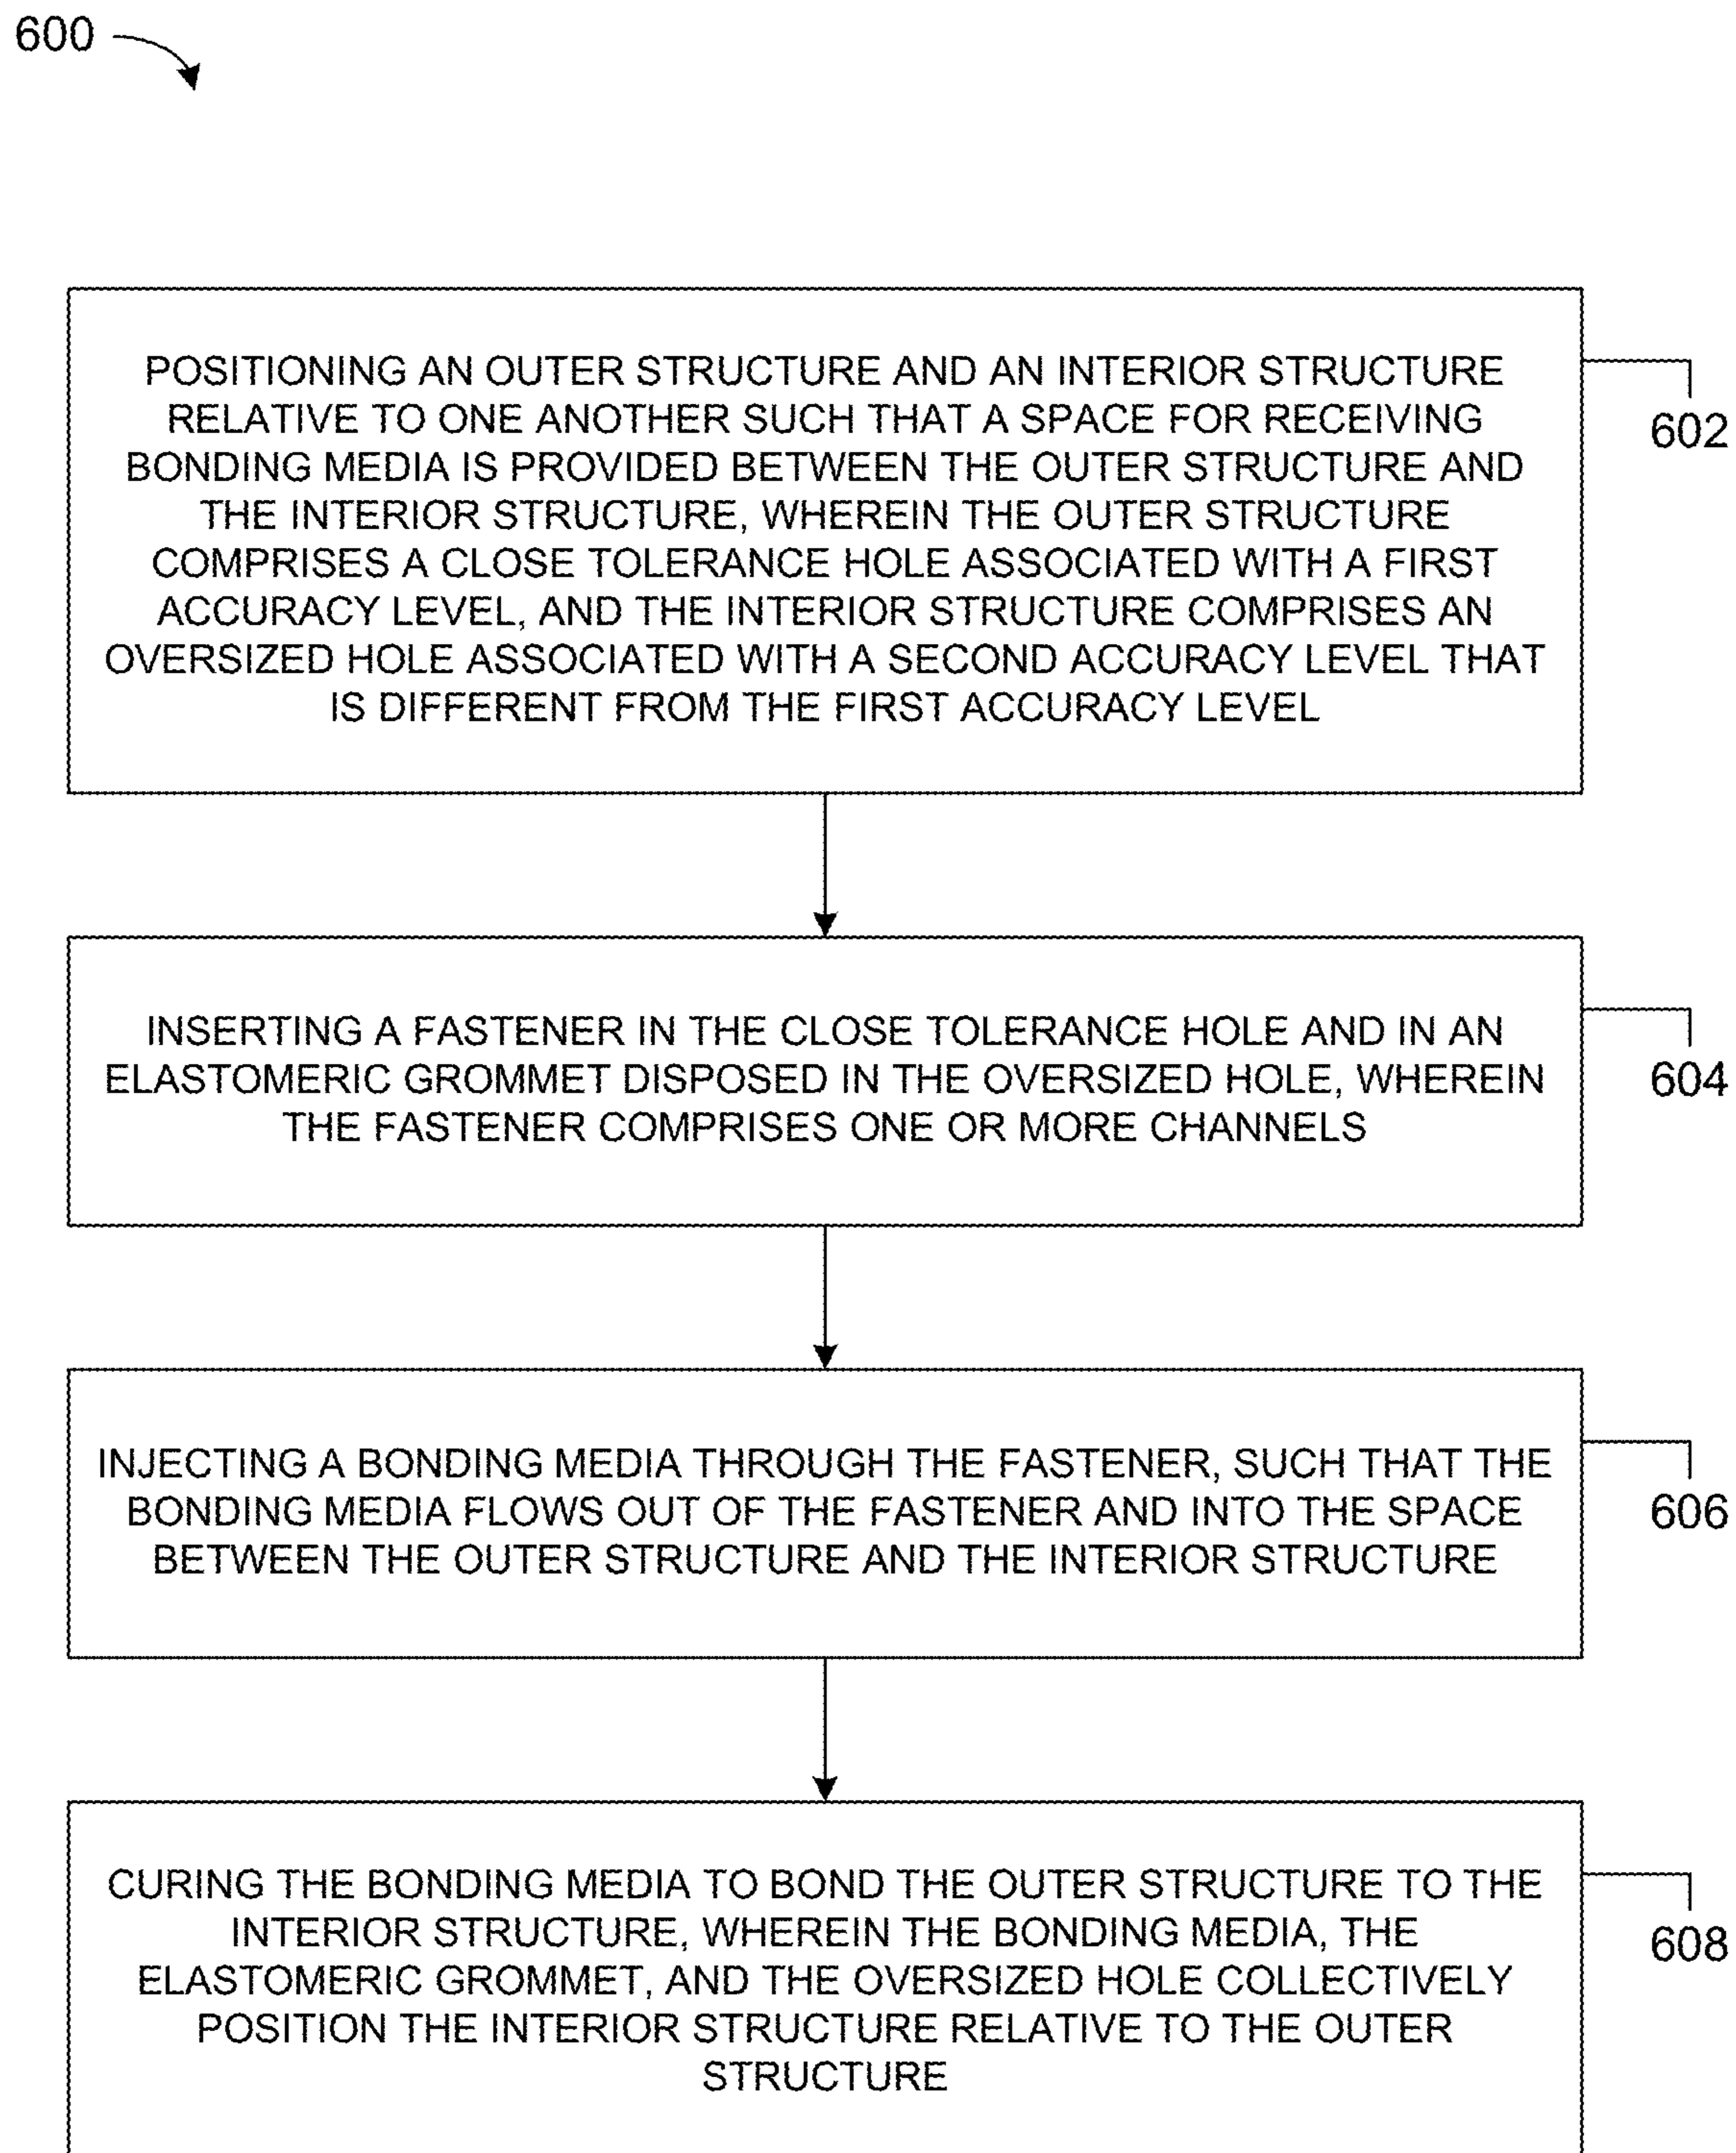 600
POSITIONING AN OUTER STRUCTURE AND AN INTERIOR STRUCTURE
RELATIVE TO ONE ANOTHER SUCH THAT A SPACE FOR RECEIVING
BONDING MEDIA IS PROVIDED BETWEEN THE OUTER STRUCTURE AND
THE INTERIOR STRUCTURE, WHEREIN THE OUTER STRUCTURE
COMPRISES A CLOSE TOLERANCE HOLE ASSOCIATED WITH A FIRST
ACCURACY LEVEL, AND THE INTERIOR STRUCTURE COMPRISES AN
OVERSIZED HOLE ASSOCIATED WITH A SECOND ACCURACY LEVEL THAT
IS DIFFERENT FROM THE FIRST ACCURACY LEVEL
602
INSERTING A FASTENER IN THE CLOSE TOLERANCE HOLE AND IN AN
ELASTOMERIC GROMMET DISPOSED IN THE OVERSIZED HOLE, WHEREIN
THE FASTENER COMPRISES ONE OR MORE CHANNELS
604
INJECTING A BONDING MEDIA THROUGH THE FASTENER, SUCH THAT THE
BONDING MEDIA FLOWS OUT OF THE FASTENER AND INTO THE SPACE
BETWEEN THE OUTER STRUCTURE AND THE INTERIOR STRUCTURE
606
CURING THE BONDING MEDIA TO BOND THE OUTER STRUCTURE TO THE
INTERIOR STRUCTURE, WHEREIN THE BONDING MEDIA, THE
ELASTOMERIC GROMMET, AND THE OVERSIZED HOLE COLLECTIVELY
POSITION THE INTERIOR STRUCTURE RELATIVE TO THE OUTER
STRUCTURE
608